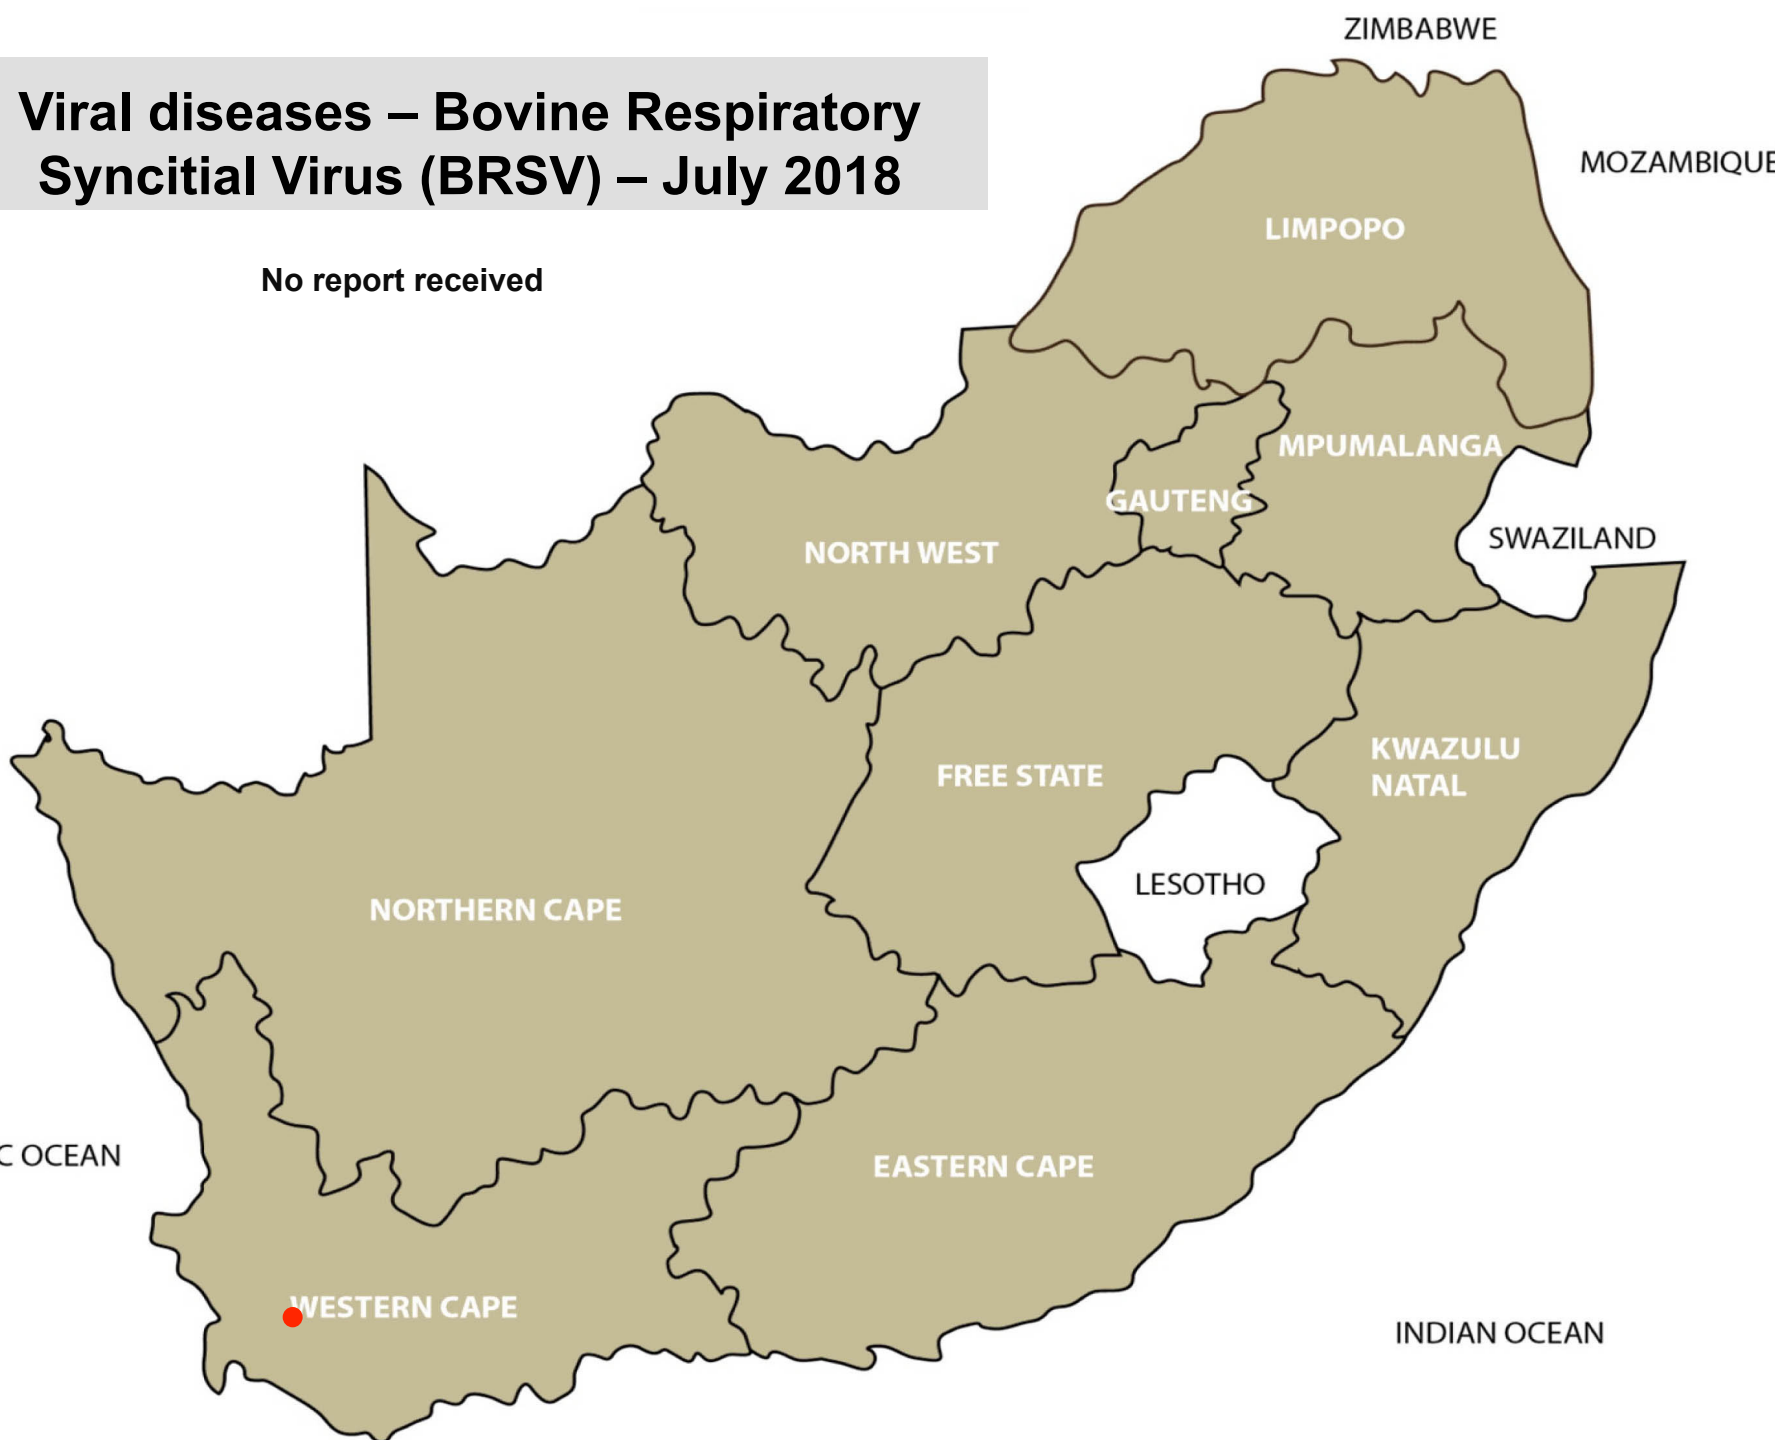 ZIMBABWE
Viral diseases – Bovine Respiratory
Syncitial Virus (BRSV) – July 2018
MOZAMBIQUE
LIMPOPO
No report received
MPUMALANGA
GAUTENG
SWAZILAND
NORTH WEST
KWAZULU
NATAL
FREE STATE
LESOTHO
NORTHERN CAPE
C OCEAN
EASTERN CAPE
WESTERN CAPE
INDIAN OCEAN